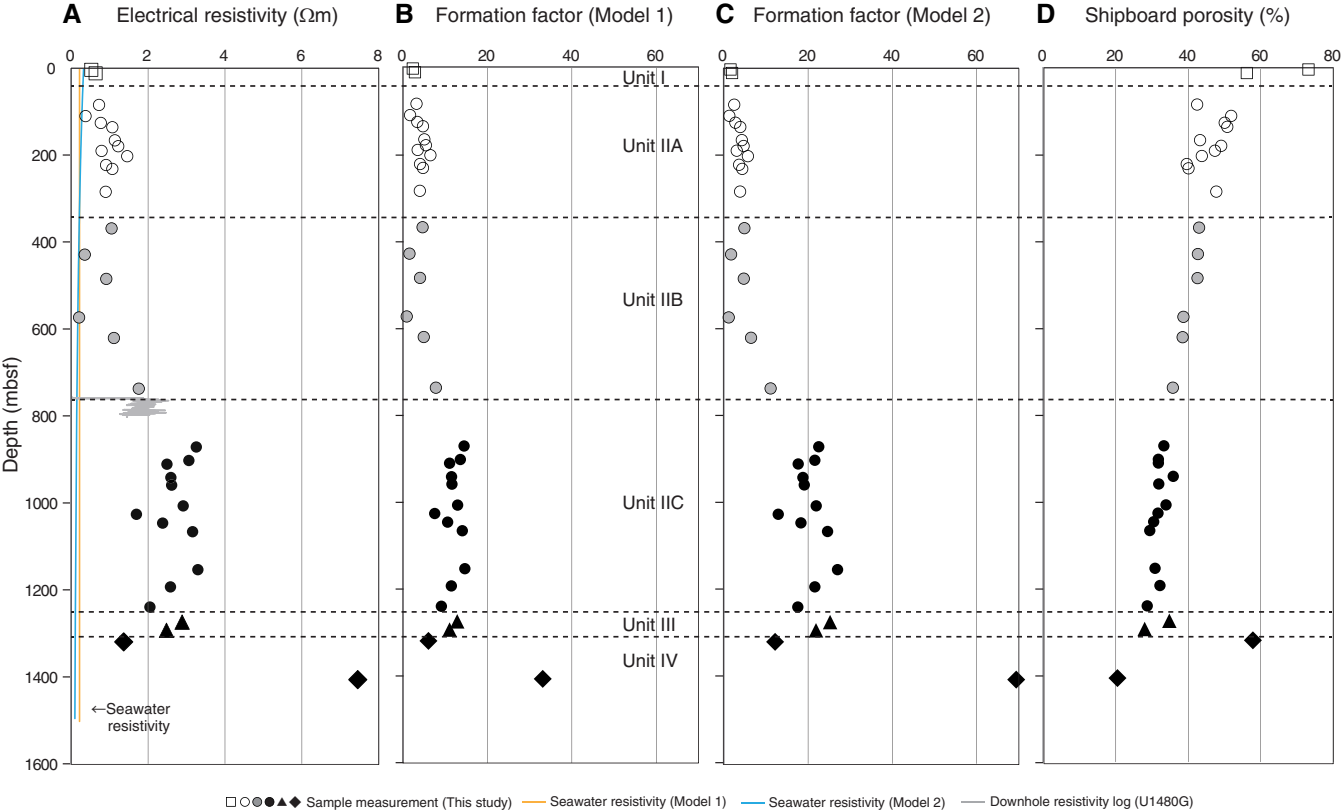 A Electrical resistivity (Ωm) B Formation factor (Model 1) C Formation factor (Model 2) D Shipboard porosity (%)
0 2 4 6 8 0 20 40 60 0 20 40 60 0 20 40 60 80
0
200
400
600
800
1000
1200
1400
1600
Depth (mbsf)
Unit I
Unit IIA
Unit IIB
Unit IIC
Unit III
Unit IV
←Seawater
resistivity
Sample measurement (This study) Seawater resistivity (Model 1) Seawater resistivity (Model 2) Downhole resistivity log (U1480G)